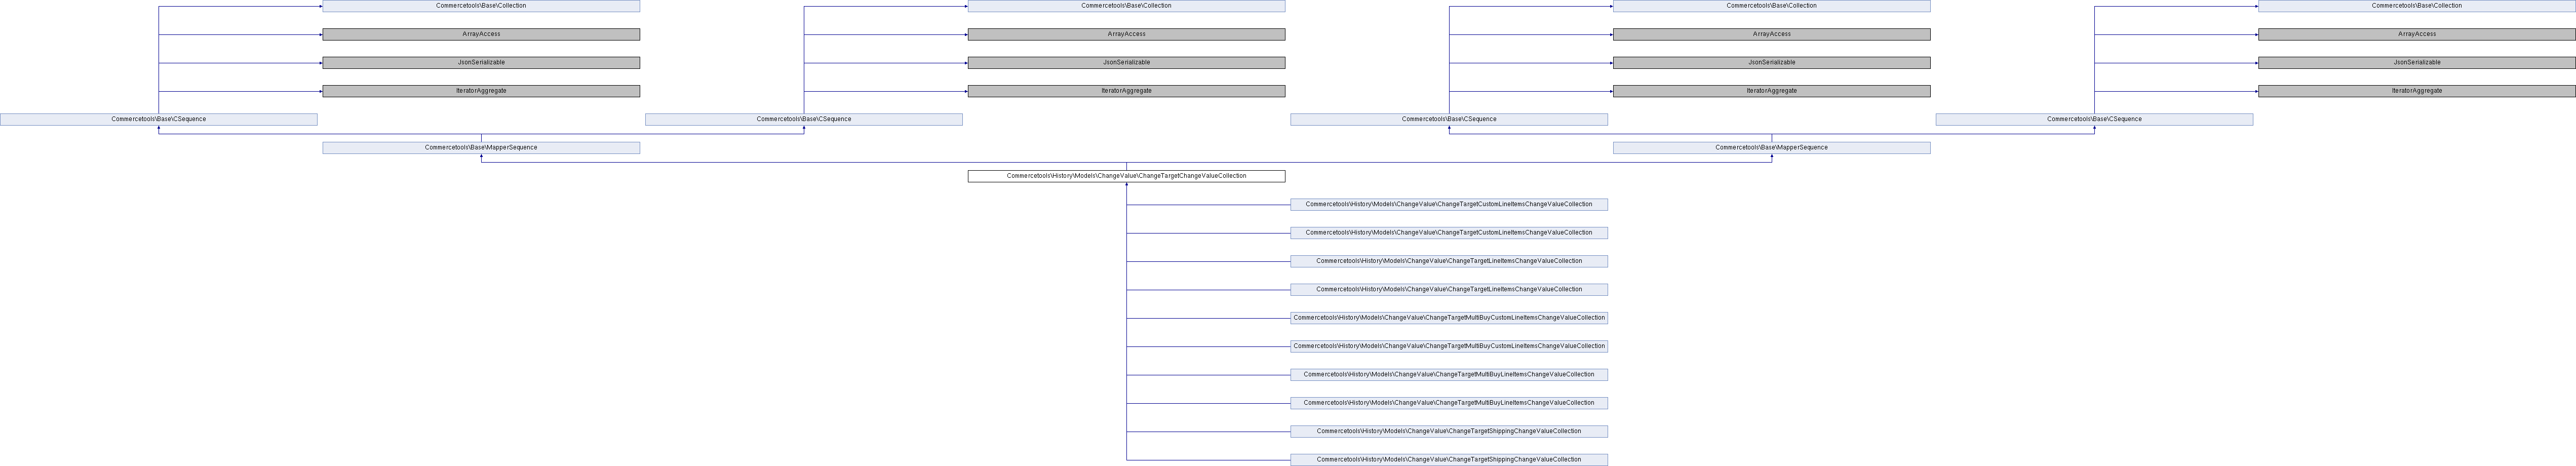 Commercetools\Base\Collection
Commercetools\Base\Collection
Commercetools\Base\Collection
Commercetools\Base\Collection
ArrayAccess
ArrayAccess
ArrayAccess
ArrayAccess
JsonSerializable
JsonSerializable
JsonSerializable
JsonSerializable
IteratorAggregate
IteratorAggregate
IteratorAggregate
IteratorAggregate
Commercetools\Base\CSequence
Commercetools\Base\CSequence
Commercetools\Base\CSequence
Commercetools\Base\CSequence
Commercetools\Base\MapperSequence
Commercetools\Base\MapperSequence
Commercetools\History\Models\ChangeValue\ChangeTargetChangeValueCollection
Commercetools\History\Models\ChangeValue\ChangeTargetCustomLineItemsChangeValueCollection
Commercetools\History\Models\ChangeValue\ChangeTargetCustomLineItemsChangeValueCollection
Commercetools\History\Models\ChangeValue\ChangeTargetLineItemsChangeValueCollection
Commercetools\History\Models\ChangeValue\ChangeTargetLineItemsChangeValueCollection
Commercetools\History\Models\ChangeValue\ChangeTargetMultiBuyCustomLineItemsChangeValueCollection
Commercetools\History\Models\ChangeValue\ChangeTargetMultiBuyCustomLineItemsChangeValueCollection
Commercetools\History\Models\ChangeValue\ChangeTargetMultiBuyLineItemsChangeValueCollection
Commercetools\History\Models\ChangeValue\ChangeTargetMultiBuyLineItemsChangeValueCollection
Commercetools\History\Models\ChangeValue\ChangeTargetShippingChangeValueCollection
Commercetools\History\Models\ChangeValue\ChangeTargetShippingChangeValueCollection